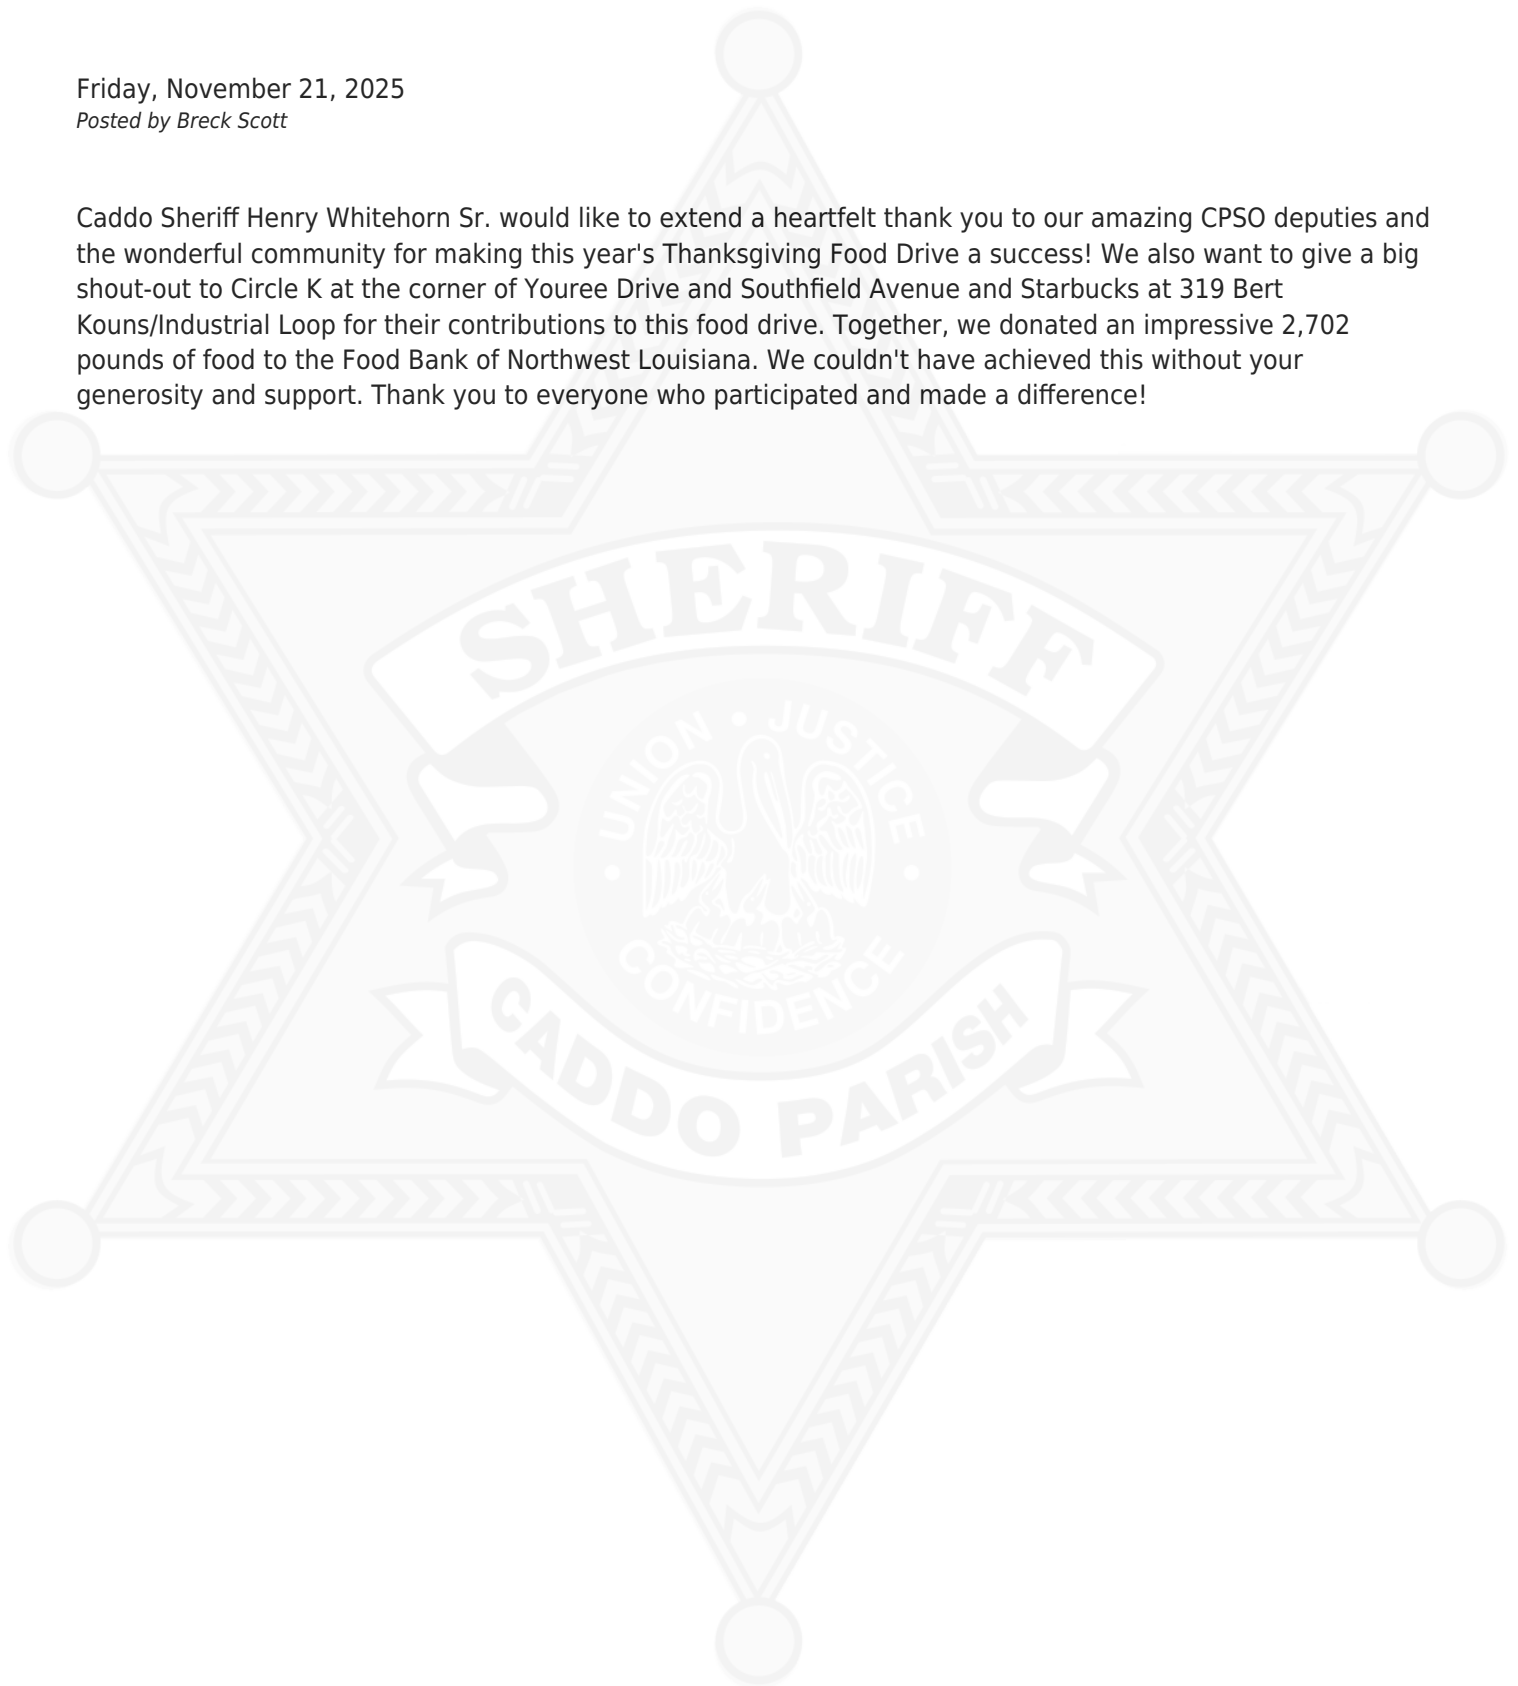 Friday, November 21, 2025
Posted by Breck Scott
Caddo Sheriff Henry Whitehorn Sr. would like to extend a heartfelt thank you to our amazing CPSO deputies and
the wonderful community for making this year's Thanksgiving Food Drive a success! We also want to give a big
shout-out to Circle K at the corner of Youree Drive and Southfield Avenue and Starbucks at 319 Bert
Kouns/Industrial Loop for their contributions to this food drive. Together, we donated an impressive 2,702
pounds of food to the Food Bank of Northwest Louisiana. We couldn't have achieved this without your
generosity and support. Thank you to everyone who participated and made a difference!
SHERIFF
UNION • JUSTICE
• CONFIDENCE •
CADDO PARISH